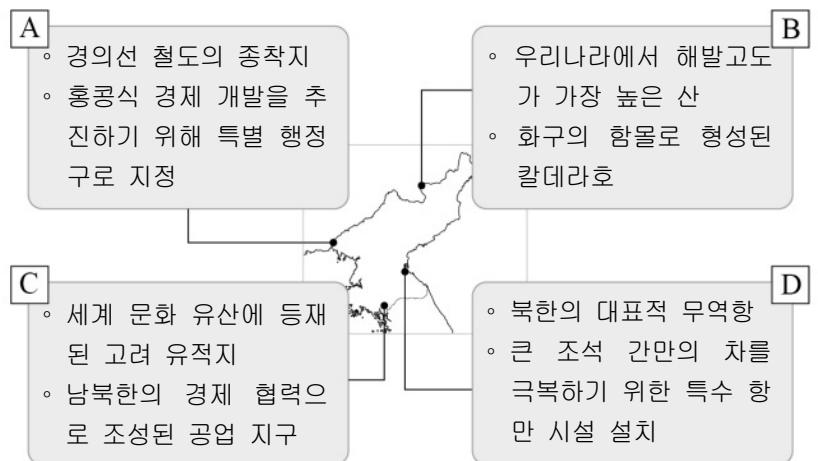 A
◦ 경의선 철도의 종착지
◦ 홍콩식 경제 개발을 추
진하기 위해 특별 행정
구로 지정
B
◦ 우리나라에서 해발고도
가 가장 높은 산
◦ 화구의 함몰로 형성된
칼데라호
C
◦ 세계 문화 유산에 등재
된 고려 유적지
◦ 남북한의 경제 협력으
로 조성된 공업 지구
D
◦ 북한의 대표적 무역항
◦ 큰 조석 간만의 차를
극복하기 위한 특수 항
만 시설 설치